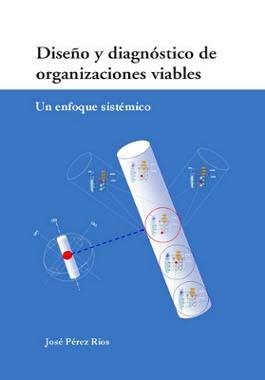 Diseño y diagnóstico de
organizaciones viables
Un enfoque sistémico
José Pérez Ríos